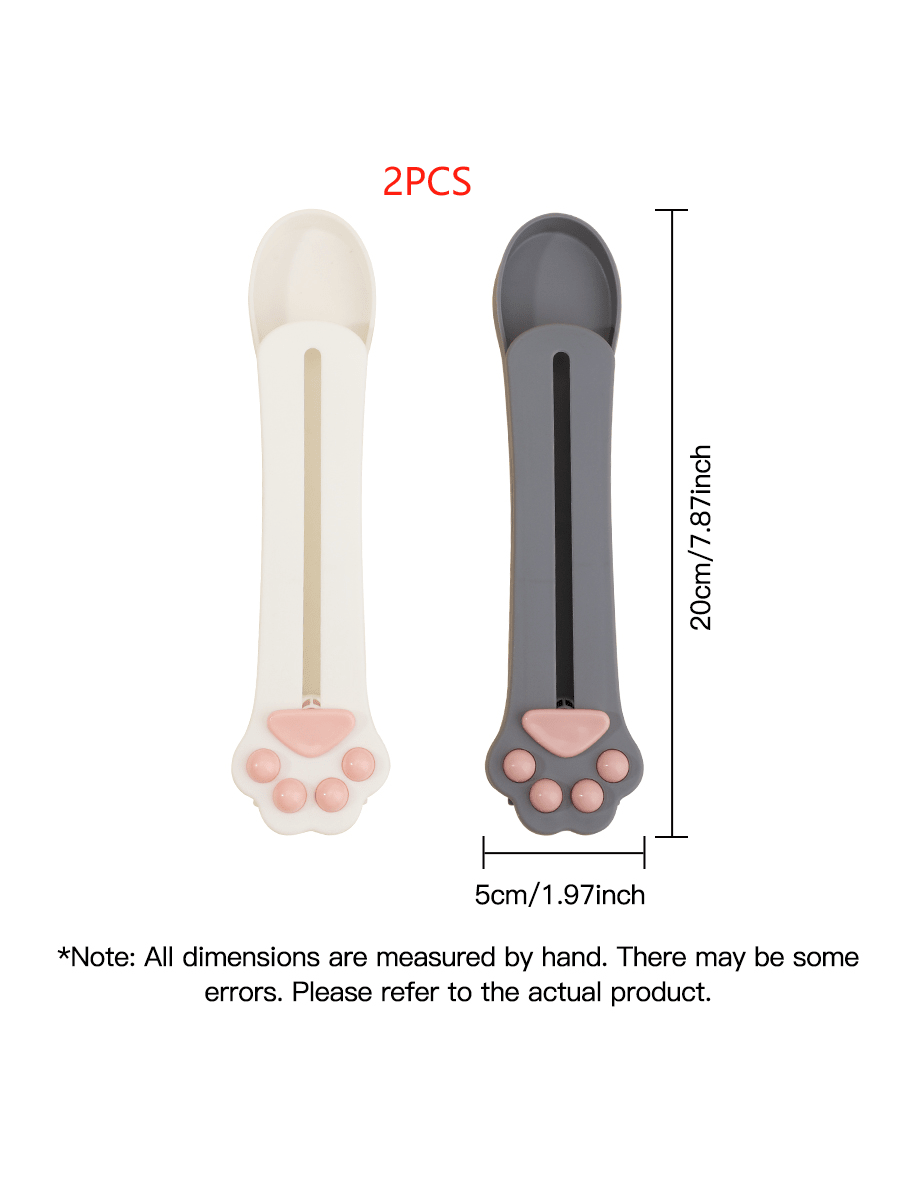 2PCS
20cm/7.87inch
5cm/1.97inch
*Note: All dimensions are measured by hand. There may be some
errors. Please refer to the actual product.